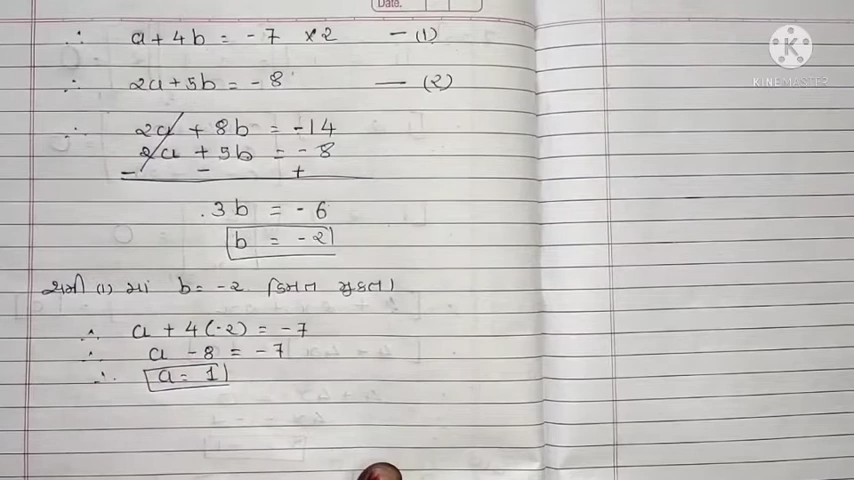 Date.
∴ a + 4b = -7 ×2 — (1)
∴ 2a + 5b = -8 — (2)
∴ 2a + 8b = -14
2a + 5b = -8
- - +
3b = -6
b = -2
સમી (1) માં b = -2 કિંમત મુકતા
∴ a + 4(-2) = -7
∴ a - 8 = -7
∴ a = 1
K
KINEMASTER